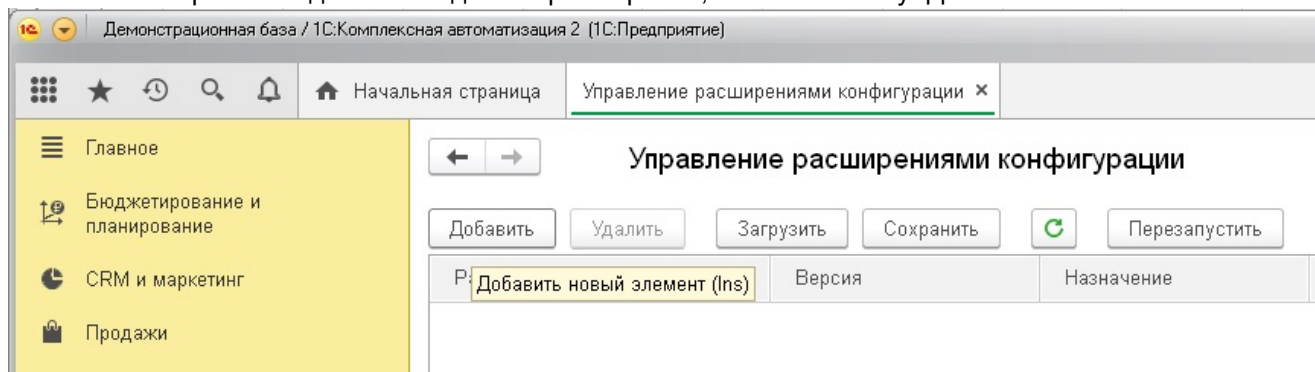 Демонстрационная база / 1С:Комплексная автоматизация 2 (1С:Предприятие)
Начальная страница
Управление расширениями конфигурации ×
Главное
Бюджетирование и
планирование
CRM и маркетинг
Продажи
Управление расширениями конфигурации
Добавить Удалить Загрузить Сохранить Перезапустить
Версия Назначение
Добавить новый элемент (Ins)